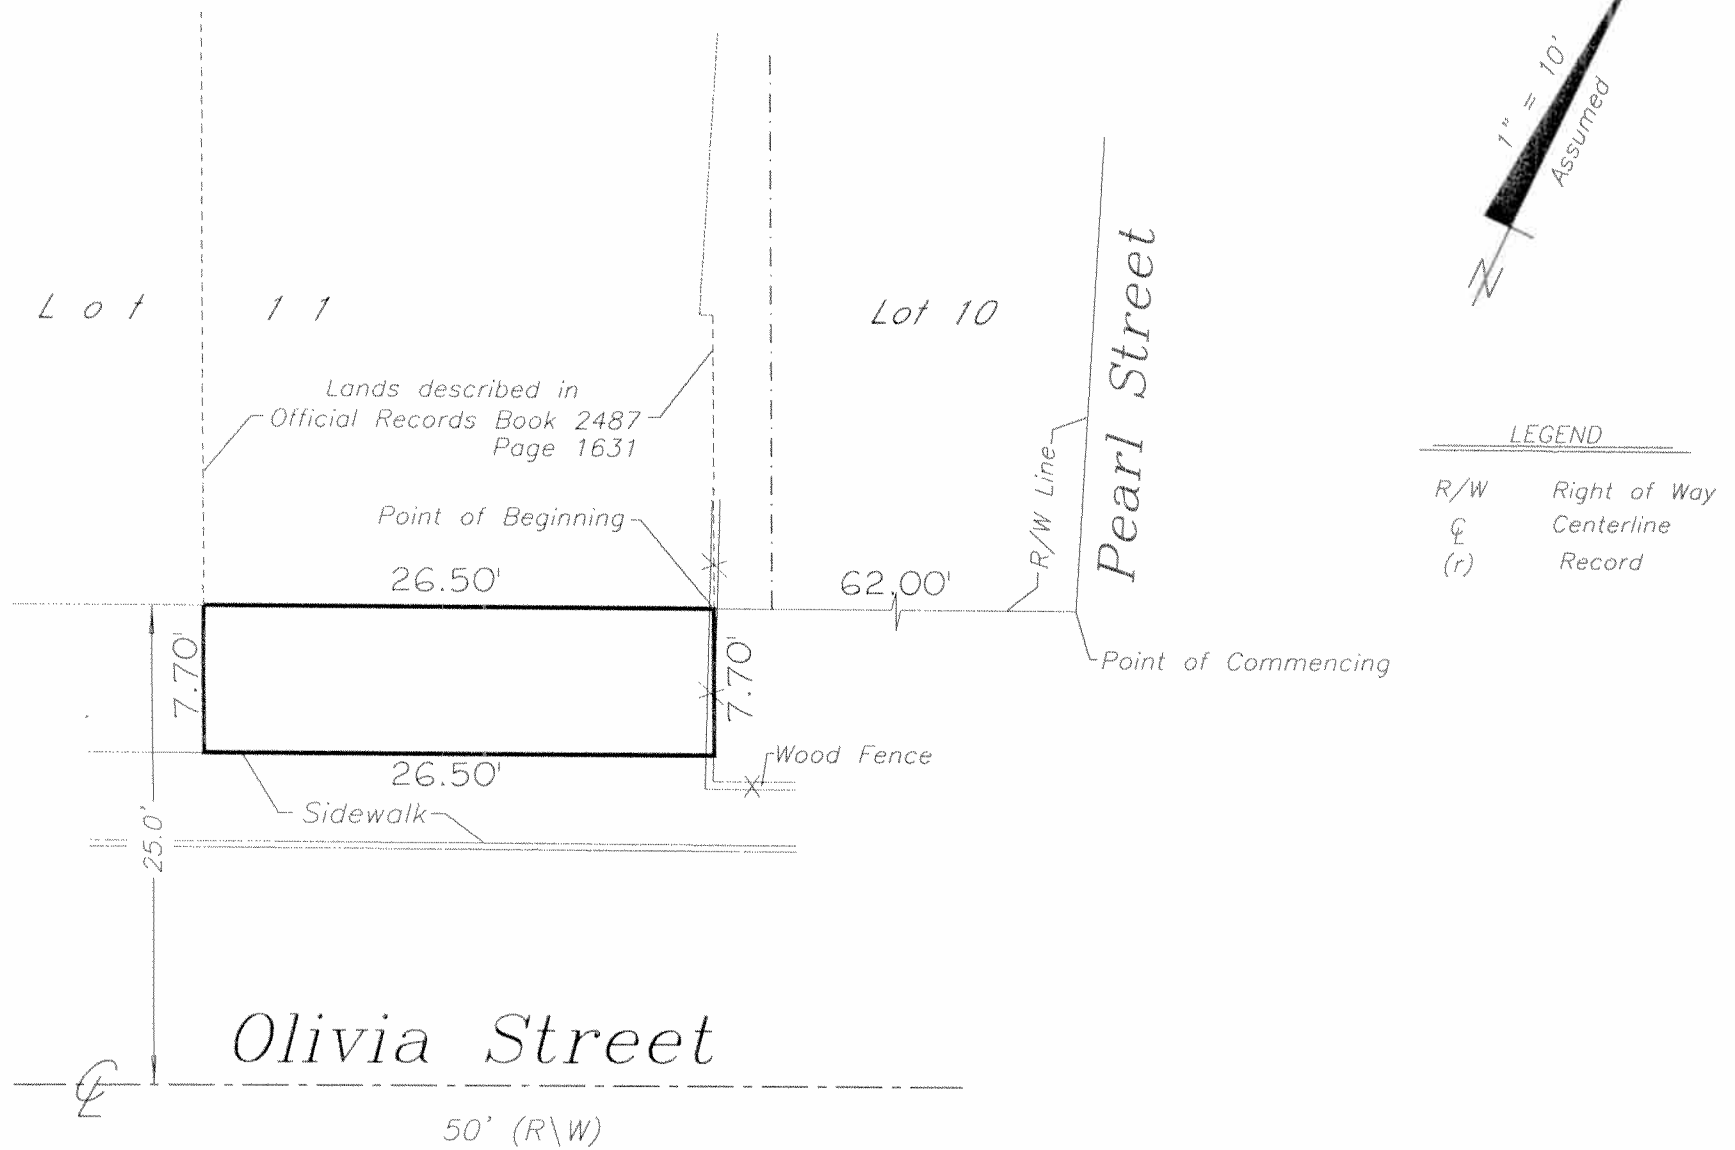 1" = 10'
Assumed
N
Lot 11
Lot 10
Pearl Street
R/W Line
Lands described in
Official Records Book 2487
Page 1631
LEGEND
R/W Right of Way
℄ Centerline
(r) Record
Point of Beginning
26.50'
62.00'
7.70'
7.70'
Point of Commencing
Wood Fence
26.50'
Sidewalk
25.0'
Olivia Street
℄
50' (R\W)